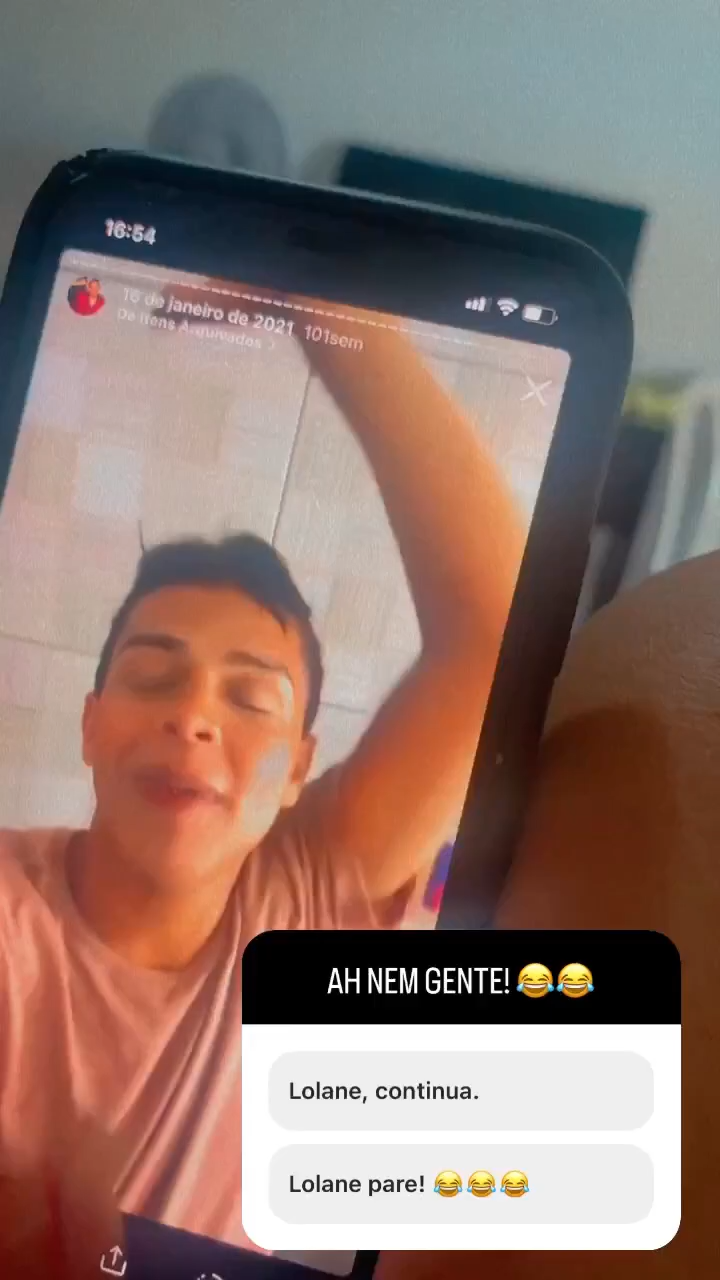 16:54
16 de janeiro de 2021 101sem
De Itens Arquivados >
AH NEM GENTE! 😂😂
Lolane, continua.
Lolane pare! 😂😂😂